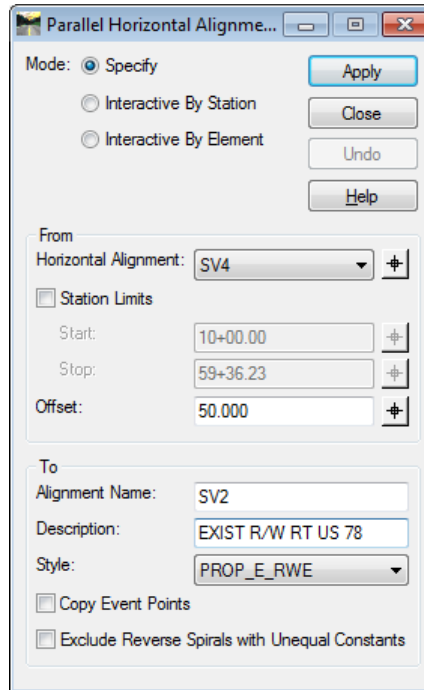 Parallel Horizontal Alignme...
Mode: Specify
Apply
Interactive By Station
Close
Interactive By Element
Undo
Help
From
Horizontal Alignment: SV4
Station Limits
Start: 10+00.00
Stop: 59+36.23
Offset: 50.000
To
Alignment Name: SV2
Description: EXIST R/W RT US 78
Style: PROP_E_RWE
Copy Event Points
Exclude Reverse Spirals with Unequal Constants